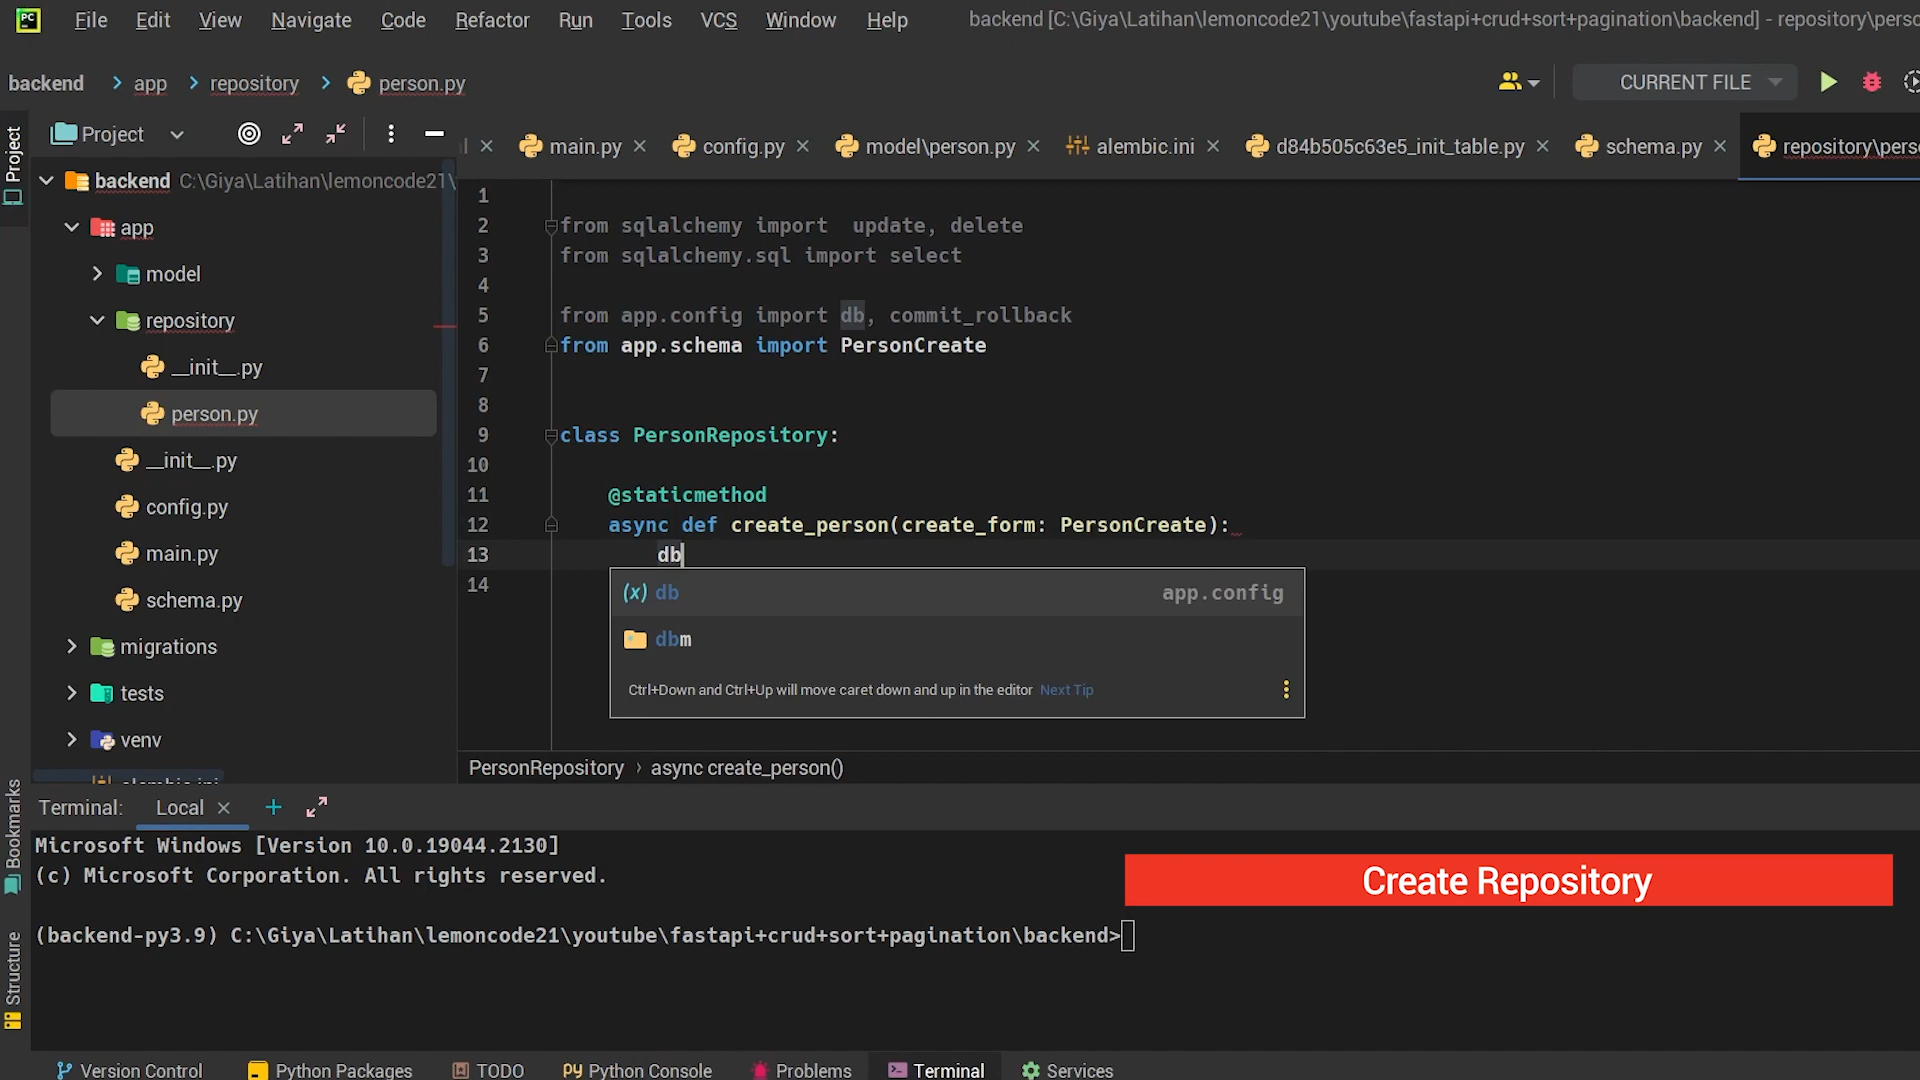 PC File Edit View Navigate Code Refactor Run Tools VCS Window Help backend [C:\Giya\Latihan\lemoncode21\youtube\fastapi+crud+sort+pagination\backend] - repository\perso
backend > app > repository > person.py CURRENT FILE
Project
Project
main.py config.py model\person.py alembic.ini d84b505c63e5_init_table.py schema.py repository\perso
backend C:\Giya\Latihan\lemoncode21\
app
model
repository
__init__.py
person.py
__init__.py
config.py
main.py
schema.py
migrations
tests
venv
alembic.ini
1
2 from sqlalchemy import  update, delete
3 from sqlalchemy.sql import select
4
5 from app.config import db, commit_rollback
6 from app.schema import PersonCreate
7
8
9 class PersonRepository:
10
11 @staticmethod
12 async def create_person(create_form: PersonCreate):
13 db
14
(x) db app.config
dbm
Ctrl+Down and Ctrl+Up will move caret down and up in the editor Next Tip
PersonRepository > async create_person()
Bookmarks
Structure
Terminal: Local
Microsoft Windows [Version 10.0.19044.2130]
(c) Microsoft Corporation. All rights reserved.
(backend-py3.9) C:\Giya\Latihan\lemoncode21\youtube\fastapi+crud+sort+pagination\backend>
Create Repository
Version Control Python Packages TODO Python Console Problems Terminal Services